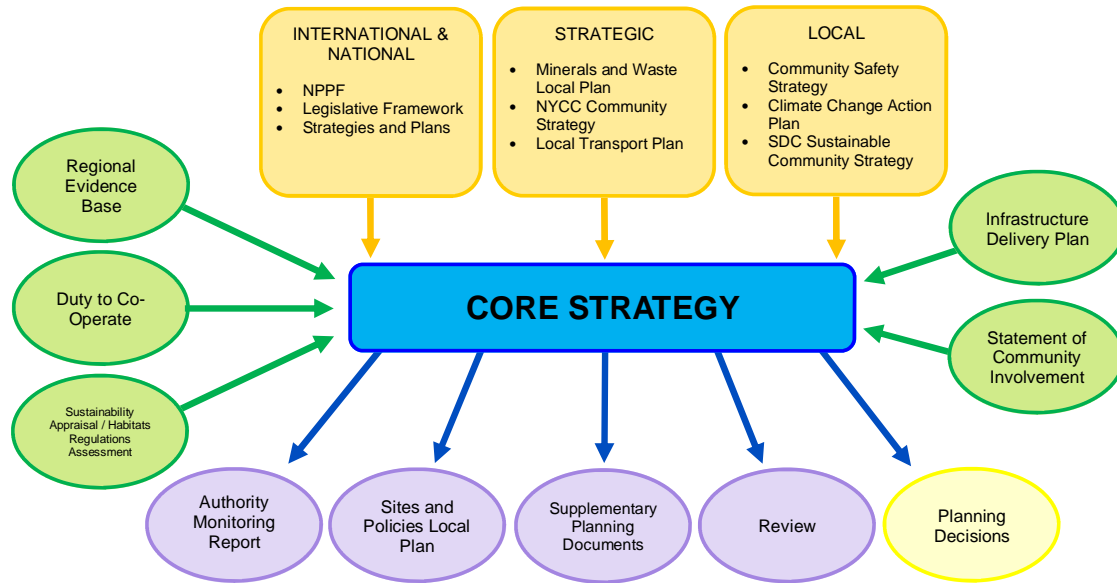 INTERNATIONAL &
NATIONAL
• NPPF
• Legislative Framework
• Strategies and Plans
STRATEGIC
• Minerals and Waste
Local Plan
• NYCC Community
Strategy
• Local Transport Plan
LOCAL
• Community Safety
Strategy
• Climate Change Action
Plan
• SDC Sustainable
Community Strategy
Regional
Evidence
Base
Duty to Co-
Operate
Sustainability
Appraisal / Habitats
Regulations
Assessment
CORE STRATEGY
Infrastructure
Delivery Plan
Statement of
Community
Involvement
Authority
Monitoring
Report
Sites and
Policies Local
Plan
Supplementary
Planning
Documents
Review
Planning
Decisions